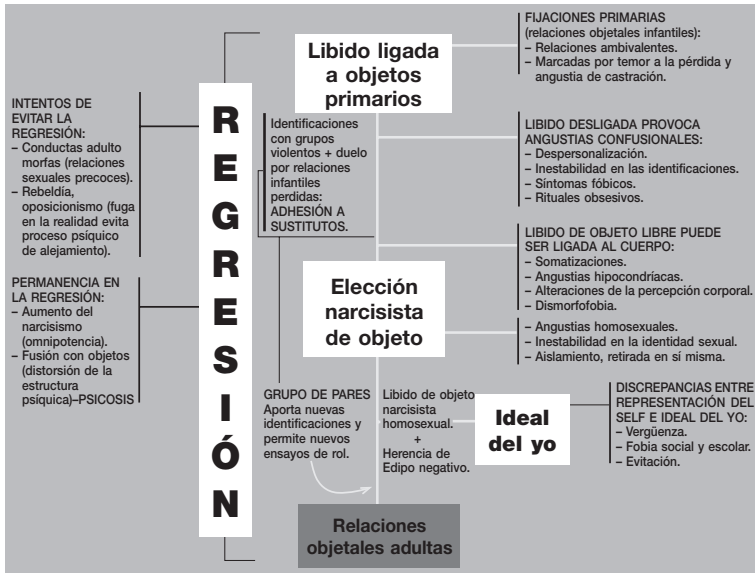 FIJACIONES PRIMARIAS
(relaciones objetales infantiles):
– Relaciones ambivalentes.
– Marcadas por temor a la pérdida y
angustia de castración.
Libido ligada
a objetos
primarios
INTENTOS DE
EVITAR LA
REGRESIÓN:
– Conductas adulto
morfas (relaciones
sexuales precoces).
– Rebeldía,
oposicionismo (fuga
en la realidad evita
proceso psíquico
de alejamiento).
PERMANENCIA EN
LA REGRESIÓN:
– Aumento del
narcisismo
(omnipotencia).
– Fusión con objetos
(distorsión de la
estructura
psíquica)–PSICOSIS
R
E
G
R
E
S
I
Ó
N
Identificaciones
con grupos
violentos + duelo
por relaciones
infantiles
perdidas:
ADHESIÓN A
SUSTITUTOS.
LIBIDO DESLIGADA PROVOCA
ANGUSTIAS CONFUSIONALES:
– Despersonalización.
– Inestabilidad en las identificaciones.
– Síntomas fóbicos.
– Rituales obsesivos.
LIBIDO DE OBJETO LIBRE PUEDE
SER LIGADA AL CUERPO:
– Somatizaciones.
– Angustias hipocondríacas.
– Alteraciones de la percepción corporal.
– Dismorfofobia.
Elección
narcisista
de objeto
– Angustias homosexuales.
– Inestabilidad en la identidad sexual.
– Aislamiento, retirada en sí misma.
GRUPO DE PARES
Aporta nuevas
identificaciones y
permite nuevos
ensayos de rol.
Libido de objeto
narcisista
homosexual.
+
Herencia de
Edipo negativo.
Ideal
del yo
DISCREPANCIAS ENTRE
REPRESENTACIÓN DEL
SELF E IDEAL DEL YO:
– Vergüenza.
– Fobia social y escolar.
– Evitación.
Relaciones
objetales adultas